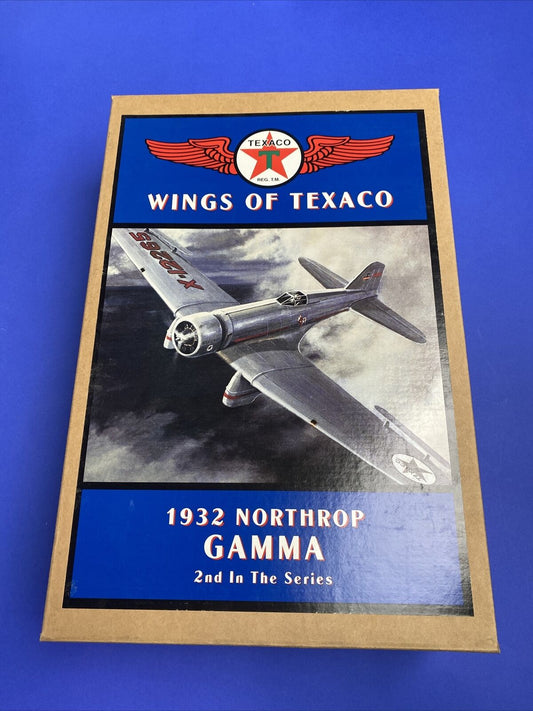 TEXACO
T
REG. T.M.
WINGS OF TEXACO
X-12265
1932 NORTHROP
GAMMA
2nd In The Series